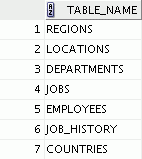 TABLE_NAME
1 REGIONS
2 LOCATIONS
3 DEPARTMENTS
4 JOBS
5 EMPLOYEES
6 JOB_HISTORY
7 COUNTRIES